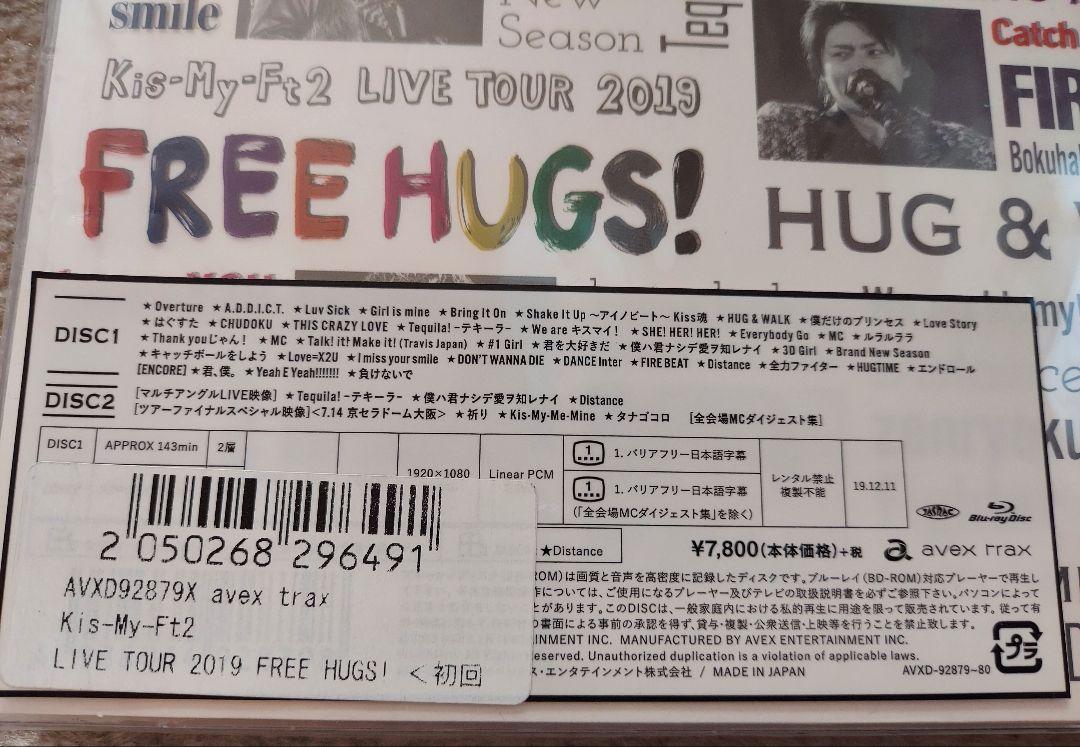 smile
New
Season
Teq
Catch
FIR
Bokuha
Kis-My-Ft2 LIVE TOUR 2019
FREE HUGS!
HUG &
DISC1
★Overture ★A.D.D.I.C.T. ★Luv Sick ★Girl is mine ★Bring It On ★Shake It Up ～アイノビート～ Kiss魂 ★HUG & WALK ★僕だけのプリンセス ★Love Story
★はぐすた ★CHUDOKU ★THIS CRAZY LOVE ★Tequila! -テキーラ- ★We are キスマイ! ★SHE! HER! HER! ★Everybody Go ★MC ★ルラルララ
★Thank youじゃん! ★MC ★Talk! it! Make it! (Travis Japan) ★#1 Girl ★君を大好きだ ★僕ハ君ナシデ愛ヲ知レナイ ★3D Girl ★Brand New Season
★キャッチボールをしよう ★Love=X2U ★I miss your smile ★DON'T WANNA DIE ★DANCE Inter ★FIRE BEAT ★Distance ★全力ファイター ★HUGTIME ★エンドロール
[ENCORE] ★君、僕。 ★Yeah E Yeah!!!!!!! ★負けないで
DISC2
[マルチアングルLIVE映像] ★Tequila! -テキーラ- ★僕ハ君ナシデ愛ヲ知レナイ ★Distance
[ツアーファイナルスペシャル映像]<7.14 京セラドーム大阪> ★祈り ★Kis-My-Me-Mine ★タナゴコロ [全会場MCダイジェスト集]
DISC1 APPROX 143min 2層
1920×1080 Linear PCM
1. バリアフリー日本語字幕
1. バリアフリー日本語字幕
(「全会場MCダイジェスト集」を除く)
レンタル禁止
複製不能
19.12.11
JASRAC
Blu-ray Disc
★Distance
¥7,800(本体価格)+税
avex trax
2 050268 296491
AVXD92879X avex trax
Kis-My-Ft2
LIVE TOUR 2019 FREE HUGS! <初回
ROM)は画質と音声を高密度に記録したディスクです。ブルーレイ(BD-ROM)対応プレーヤーで再生し
作については、ご使用になるプレーヤー及びテレビの取扱説明書を必ずご参照下さい。パソコンによって
とがあります。このDISCは、一般家庭内における私的再生に用途を限って販売されています。従って有
の書面による事前の承認を得ず、貸与・複製・公衆送信・上映等を行うことを禁止致します。
INMENT INC. MANUFACTURED BY AVEX ENTERTAINMENT INC.
eserved. Unauthorized duplication is a violation of applicable laws.
ス・エンタテインメント株式会社 / MADE IN JAPAN
プラ
AVXD-92879~80